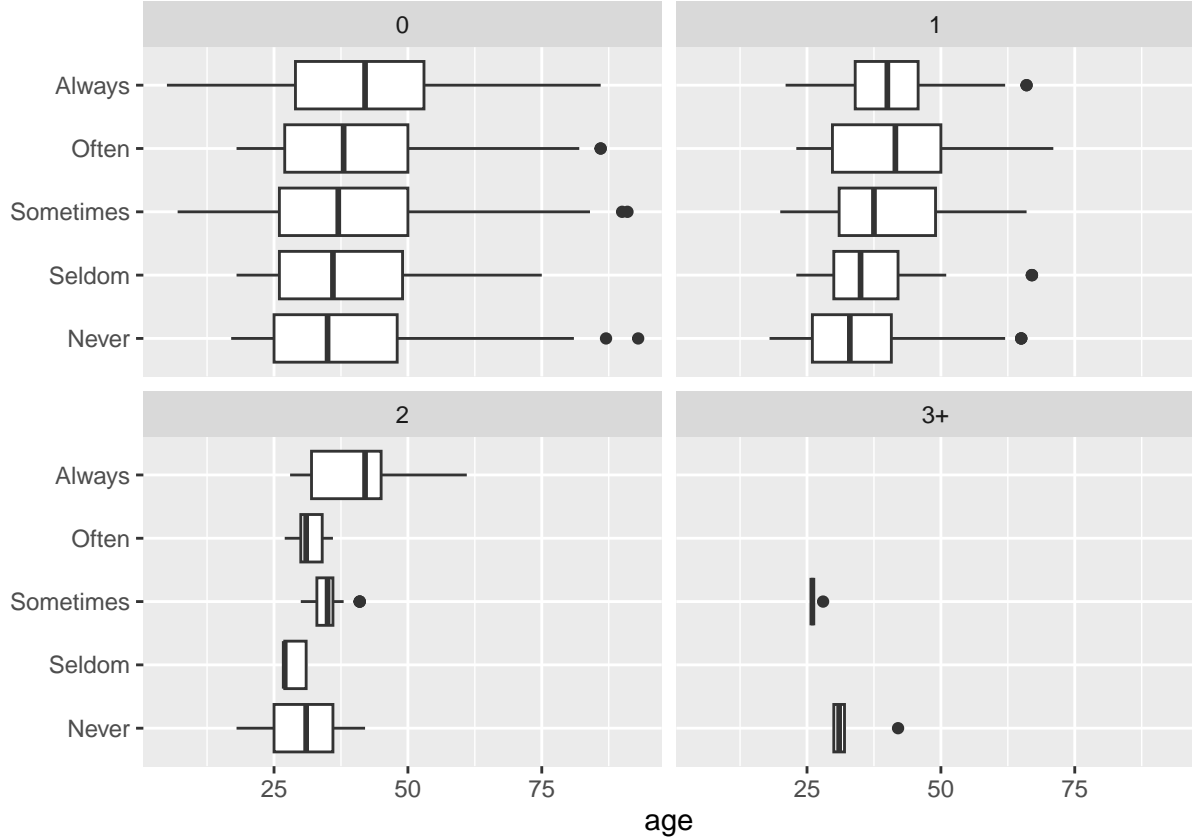 0
1
Always
Often
Sometimes
Seldom
Never
2
3+
Always
Often
Sometimes
Seldom
Never
25 50 75
25 50 75
age